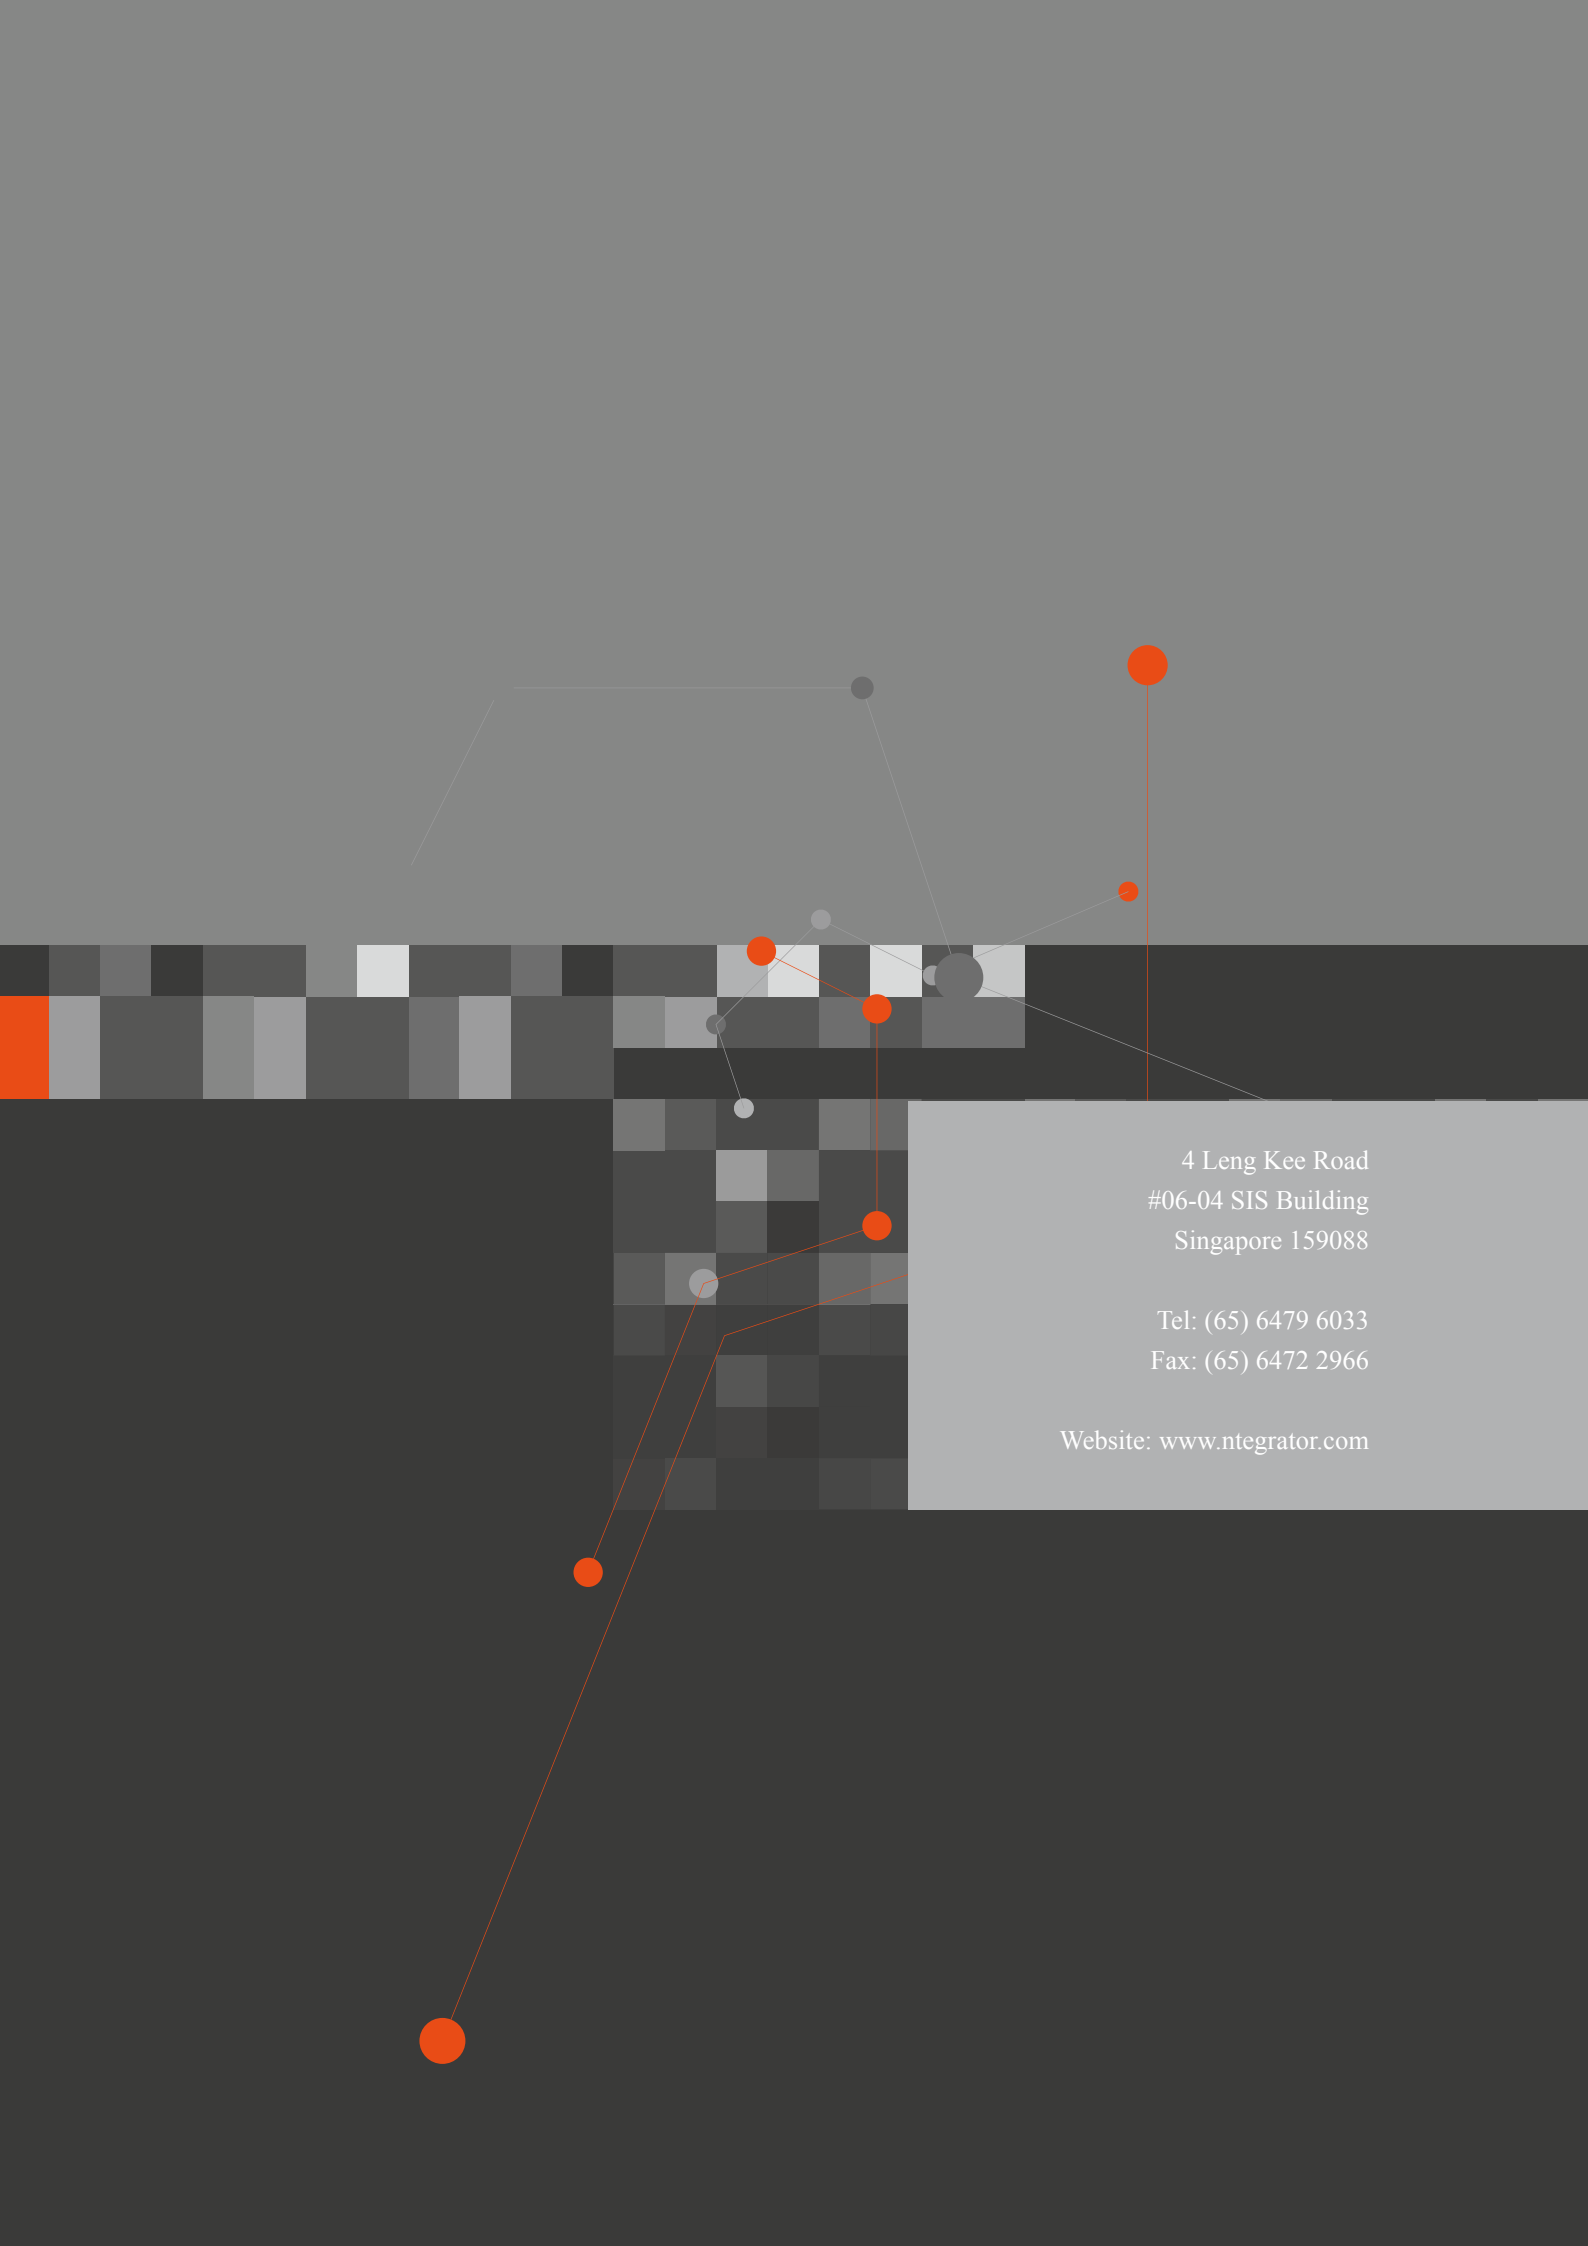 4 Leng Kee Road
#06-04 SIS Building
Singapore 159088
Tel: (65) 6479 6033
Fax: (65) 6472 2966
Website: www.ntegrator.com